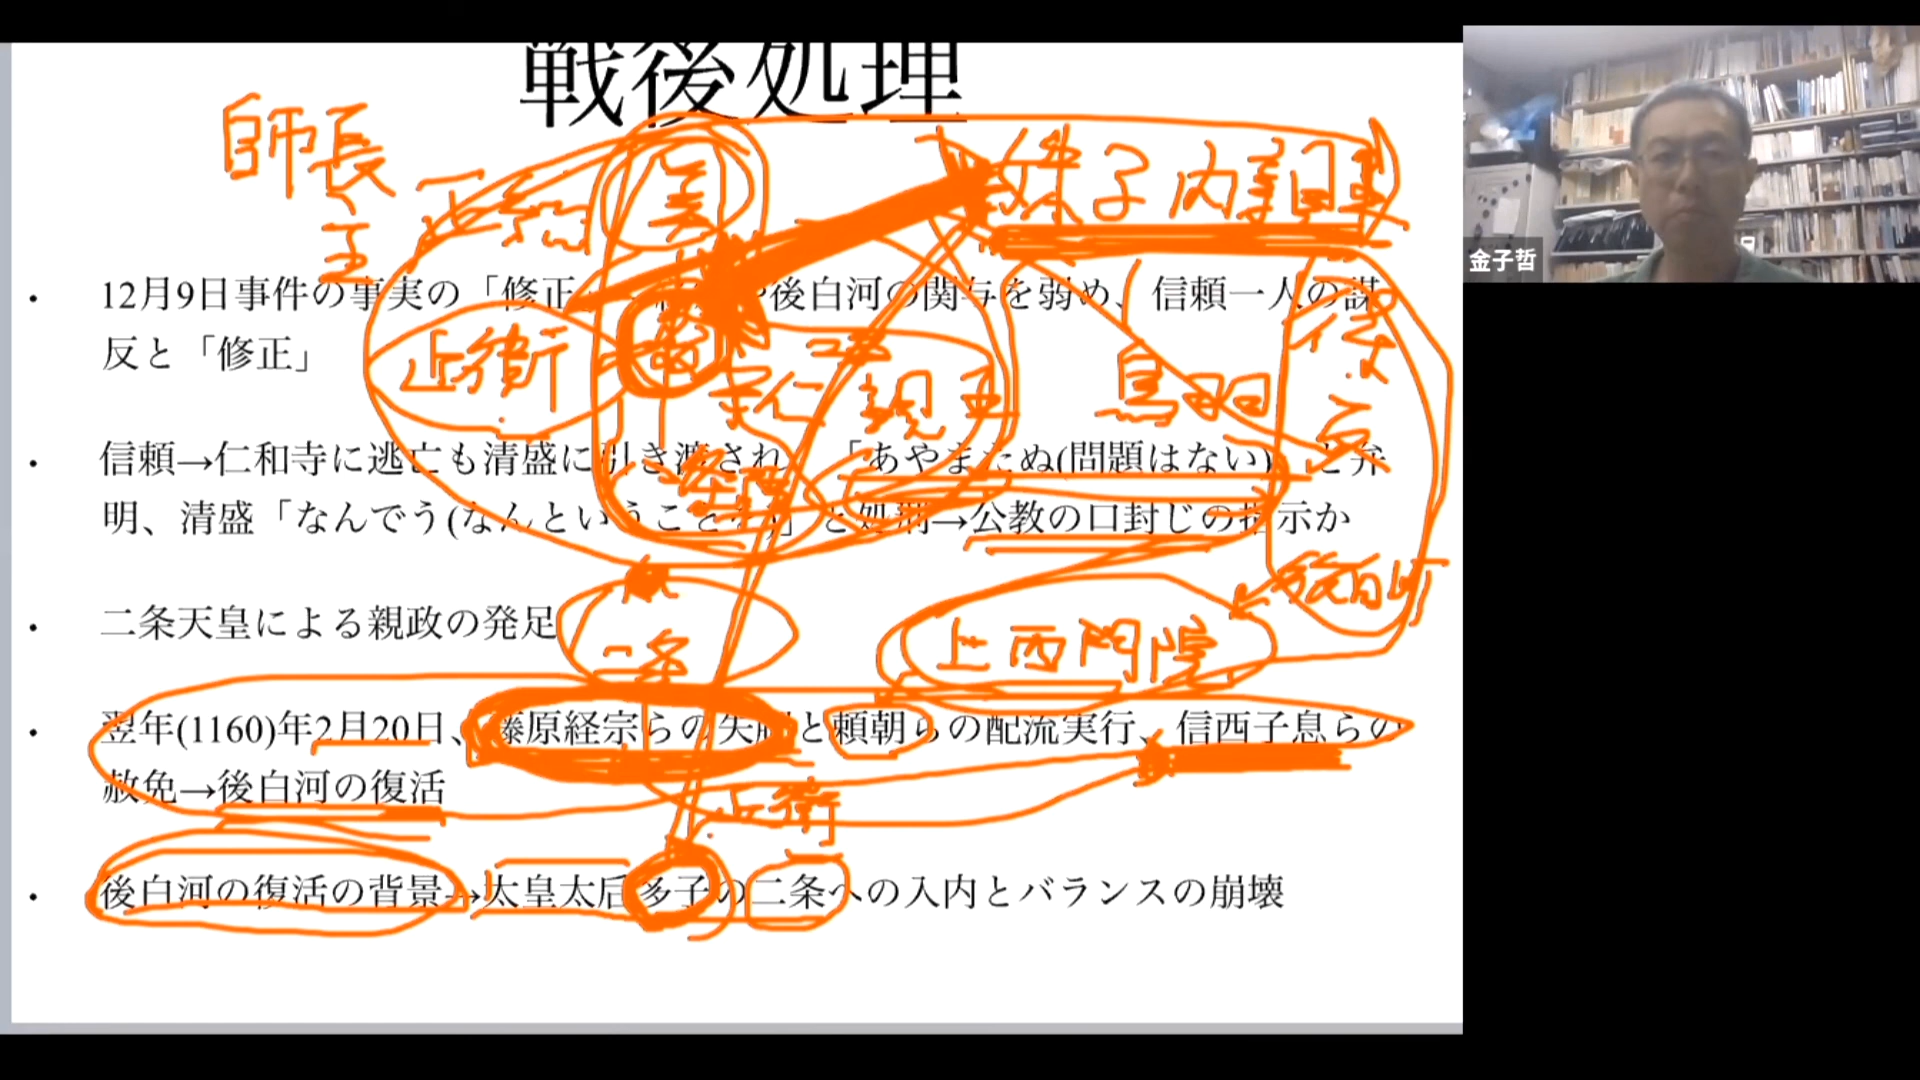 戦後処理
師長
妹子内親王
美
正
近衛
守仁親王
鳥羽
待
二条
上西門院
後白河
近衛
・ 12月9日事件の事実の「修正」 後白河の関与を弱め、信頼一人の謀
反と「修正」
・ 信頼→仁和寺に逃亡も清盛に引き渡され 「あやまたぬ(問題はない)」と弁
明、清盛「なんでう(なんということ 」と処刑→公教の口封じの指示か
・ 二条天皇による親政の発足
・ 翌年(1160)年2月20日、藤原経宗らの失脚と頼朝らの配流実行、信西子息らの
赦免→後白河の復活
・ 後白河の復活の背景→太皇太后多子の二条への入内とバランスの崩壊
金子哲